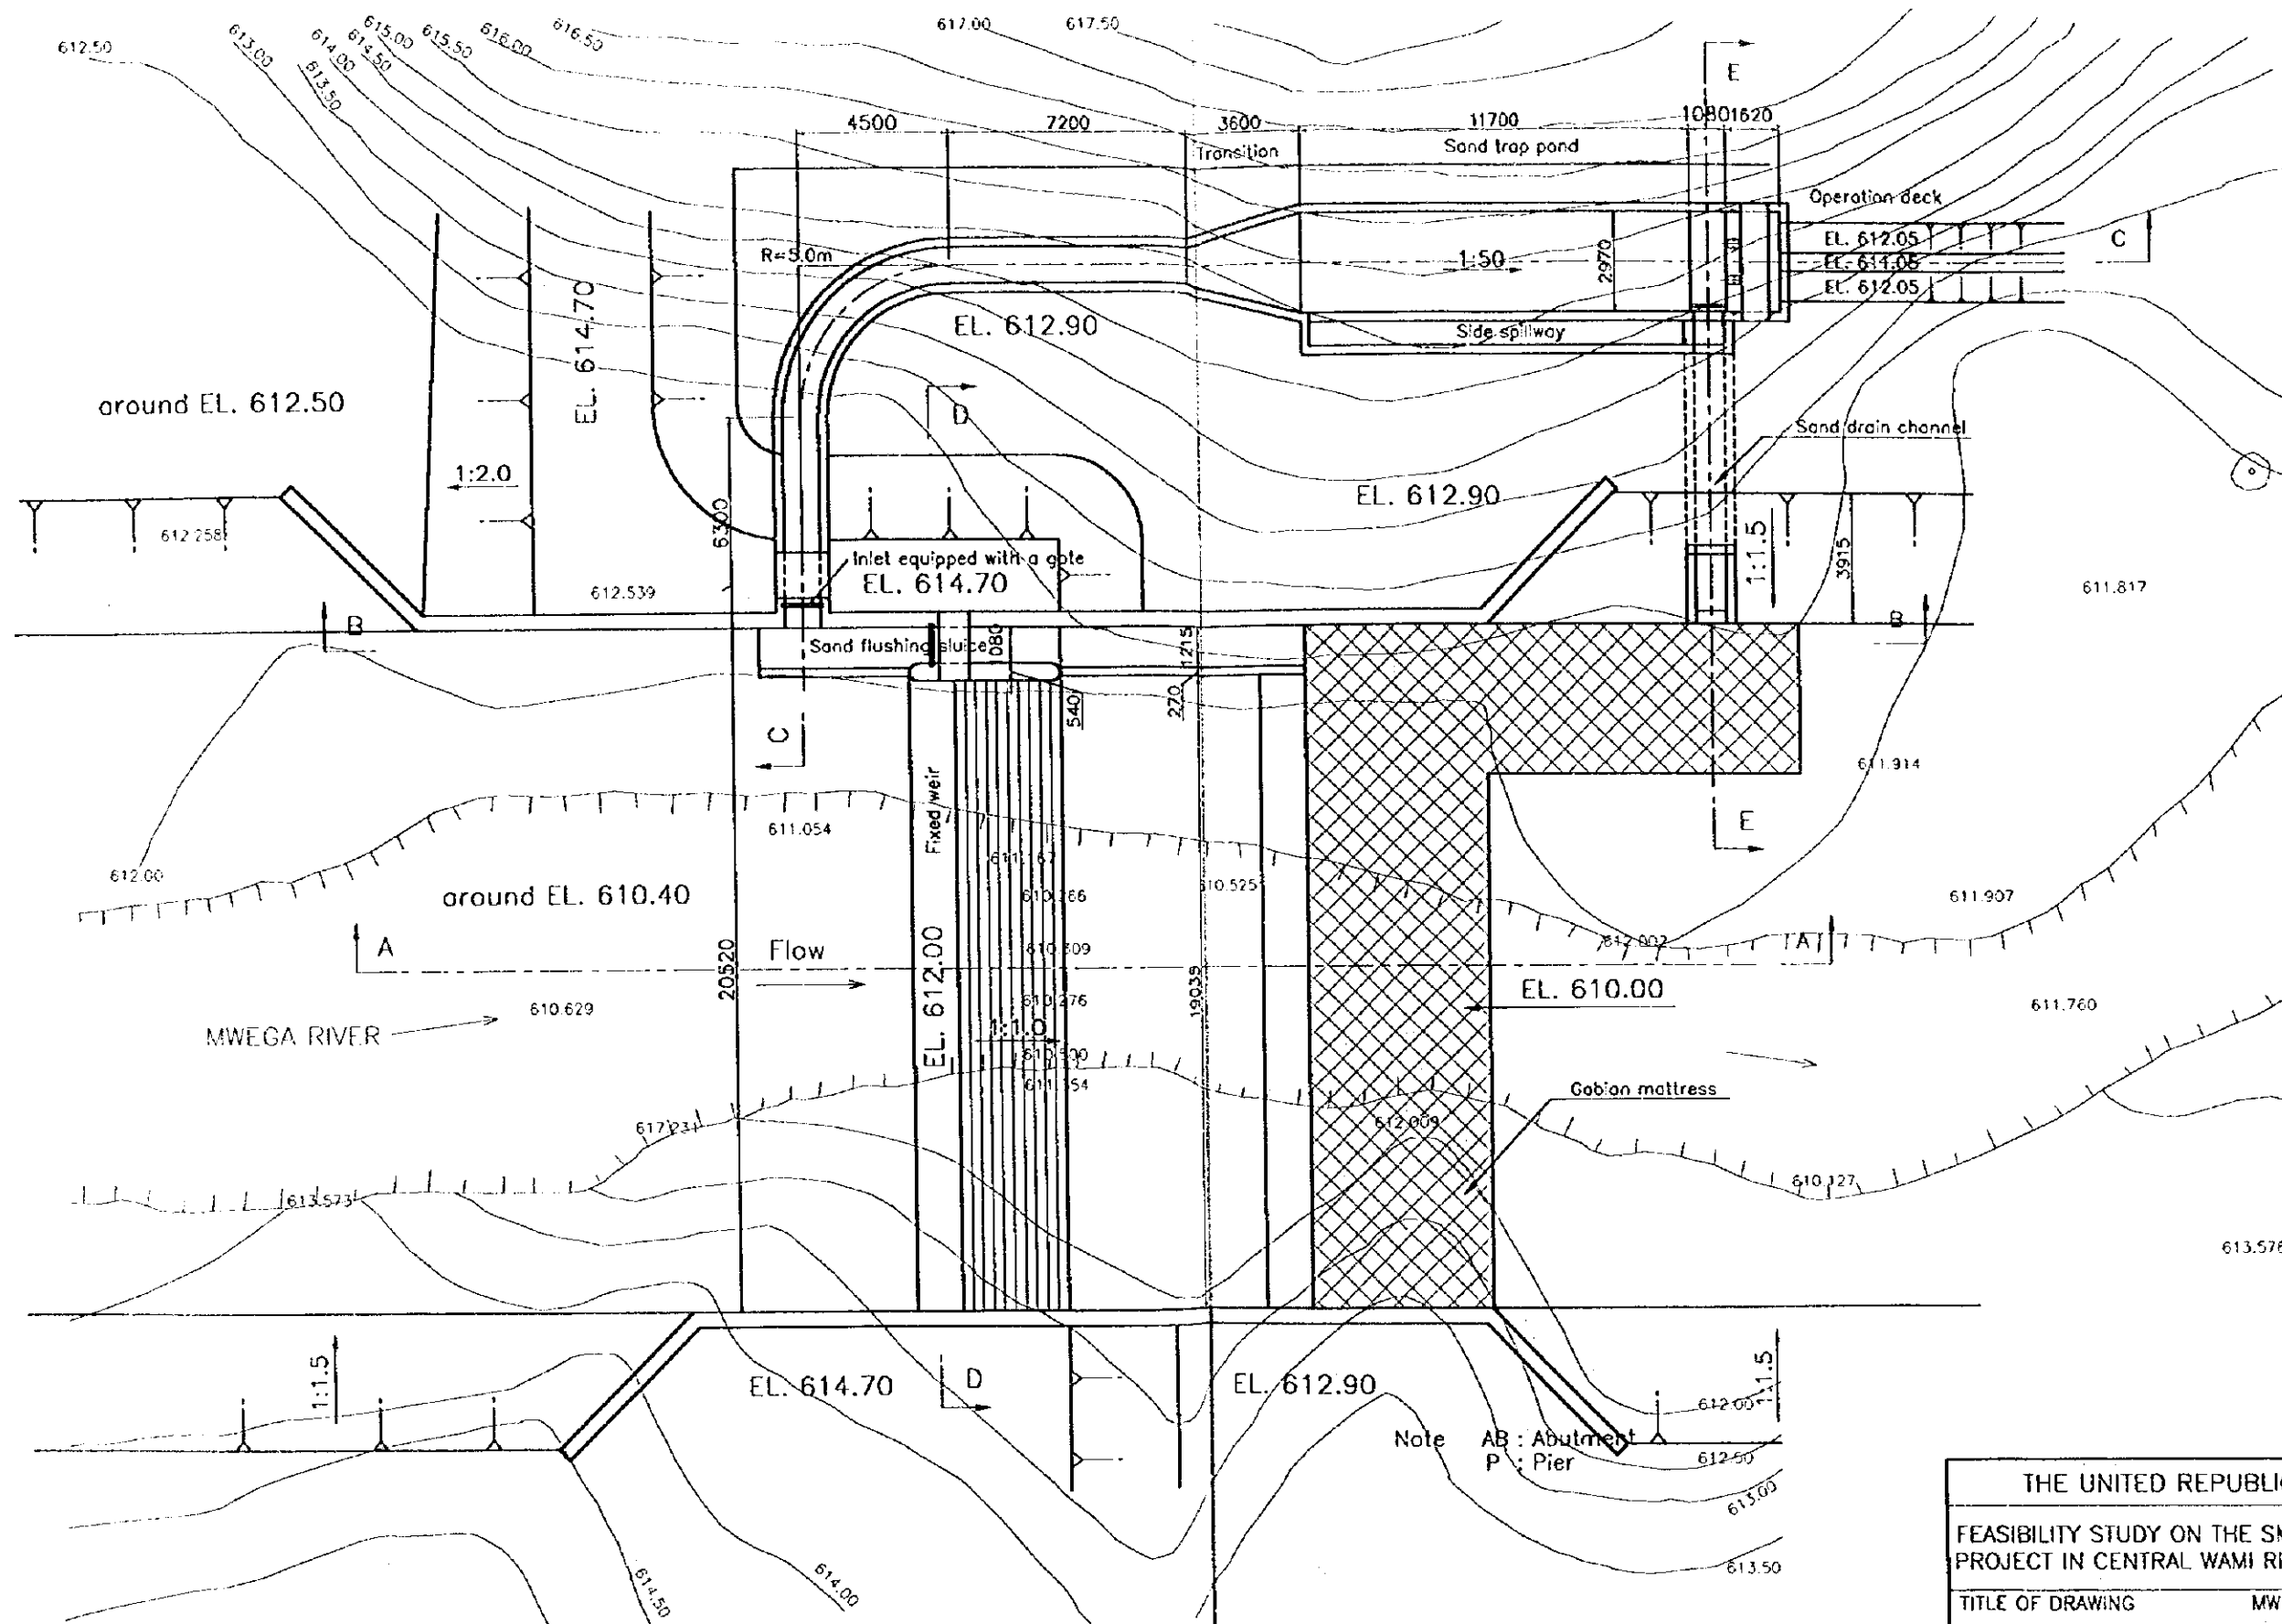 612.50
613.00
613.50
614.00
614.50
615.00
615.50
616.00
616.50
617.00
617.50
E
4500
7200
3600
11700
1080
1620
Transition
Sand trap pond
Operation deck
R=5.0m
1:50
2970
EL. 612.05
EL. 611.05
EL. 612.05
C
EL. 612.90
Side spillway
EL. 614.70
around EL. 612.50
D
Sand drain channel
1:2.0
EL. 612.90
6300
612.258
1:1.5
3915
Inlet equipped with a gate
EL. 614.70
612.539
611.817
B
B
Sand flushing sluice
1080
1215
540
270
C
Fixed weir
611.914
E
611.054
611.167
612.00
around EL. 610.40
610.525
611.907
A
Flow
612.002
A
20520
EL. 612.00
19035
EL. 610.00
610.629
610.276
611.760
MWEGA RIVER
1:1.0
Gabion mattress
612.009
613.573
610.127
613.576
1:1.5
EL. 614.70
D
EL. 612.90
1:1.5
612.00
Note AB : Abutment
P : Pier
612.50
613.00
613.50
614.50
614.00
THE UNITED REPUBLI
FEASIBILITY STUDY ON THE
PROJECT IN CENTRAL WAMI
TITLE OF DRAWING MW